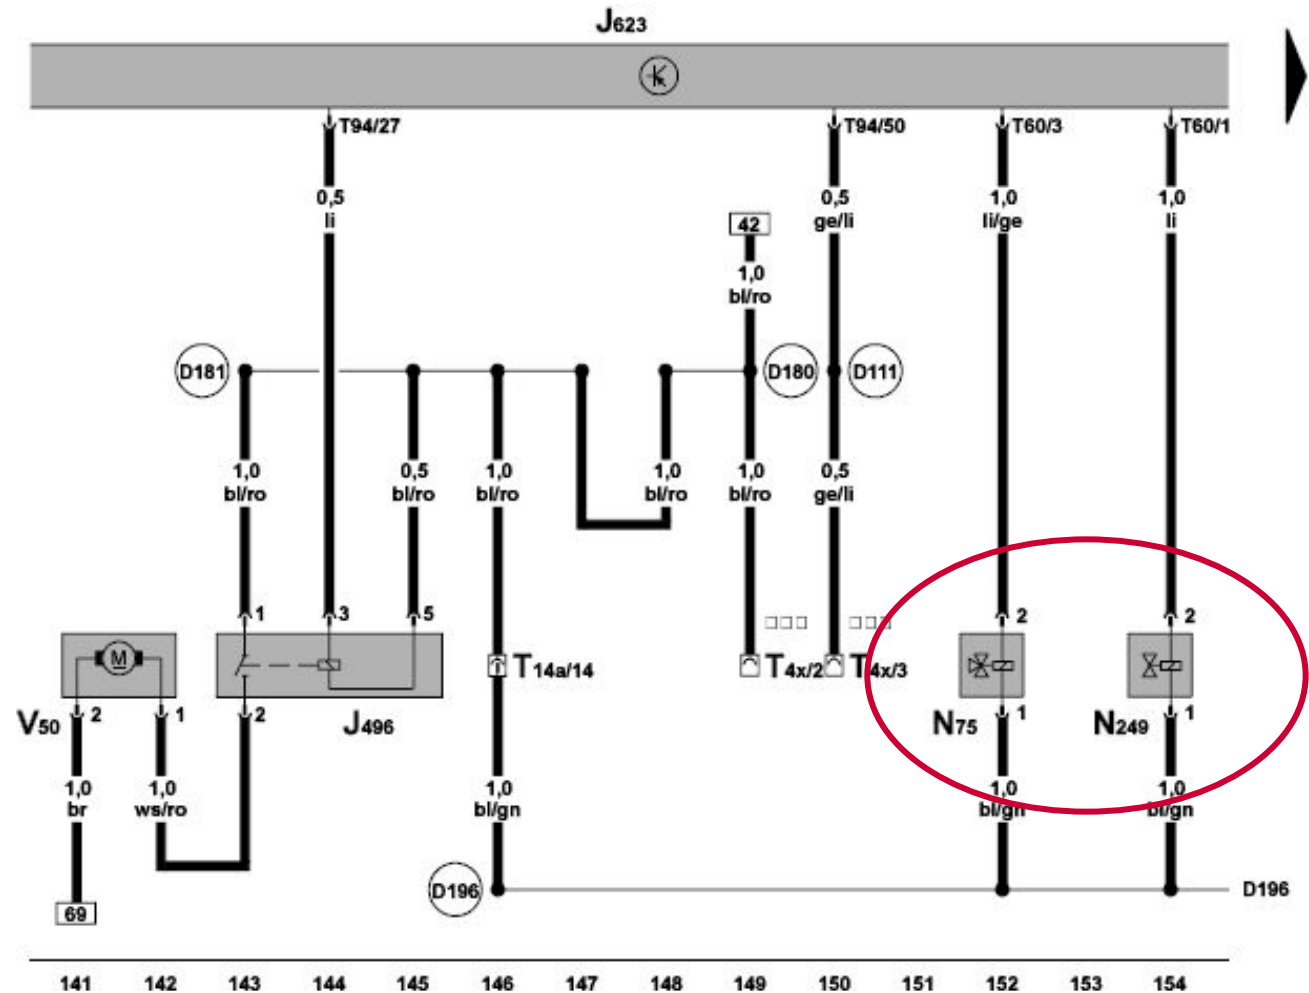 J623
T94/27
T94/50
T60/3
T60/1
0,5
li
0,5
ge/li
1,0
li/ge
1,0
li
42
1,0
bl/ro
D181
D180
D111
1,0
bl/ro
0,5
bl/ro
1,0
bl/ro
1,0
bl/ro
1,0
bl/ro
0,5
ge/li
1
3
5
2
2
M
T14a/14
T4x/2
T4x/3
V50
2
1
2
J496
N75
1
N249
1
1,0
br
1,0
ws/ro
1,0
bl/gn
1,0
bl/gn
1,0
bl/gn
D196
D196
69
141 142 143 144 145 146 147 148 149 150 151 152 153 154